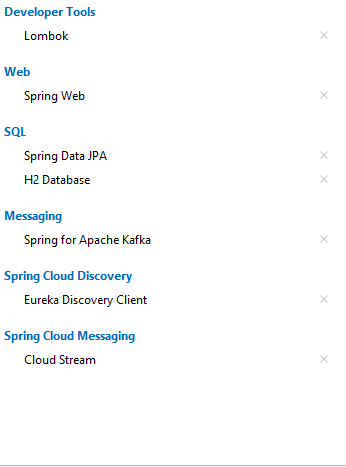 Developer Tools
Lombok
Web
Spring Web
SQL
Spring Data JPA
H2 Database
Messaging
Spring for Apache Kafka
Spring Cloud Discovery
Eureka Discovery Client
Spring Cloud Messaging
Cloud Stream